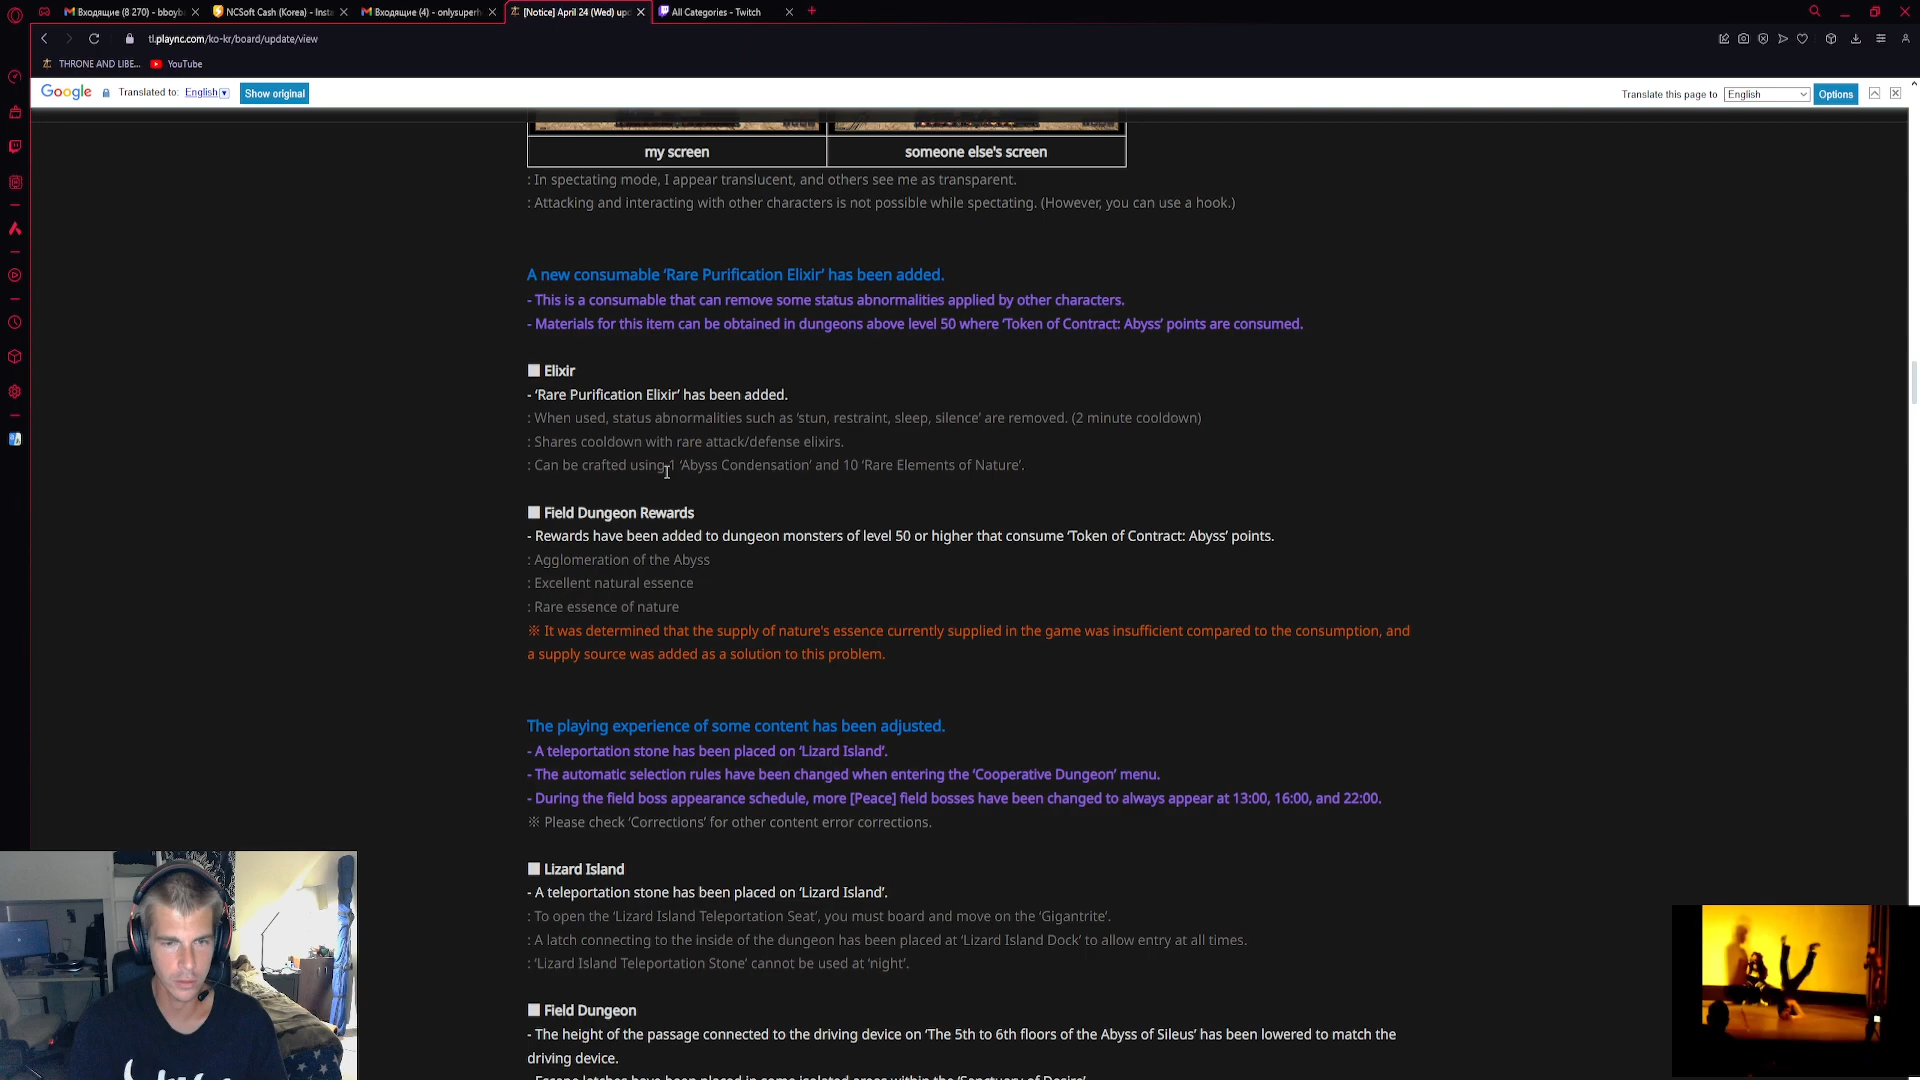 Входящие (8 270) - bboyb
NCSoft Cash (Korea) - Insta
Входящие (4) - onlysuperh
[Notice] April 24 (Wed) upd
All Categories - Twitch
tl.plaync.com/ko-kr/board/update/view
THRONE AND LIBE...
YouTube
Google
Translated to: English
Show original
Translate this page to
English
Options
my screen
someone else's screen
: In spectating mode, I appear translucent, and others see me as transparent.
: Attacking and interacting with other characters is not possible while spectating. (However, you can use a hook.)
A new consumable ‘Rare Purification Elixir’ has been added.
- This is a consumable that can remove some status abnormalities applied by other characters.
- Materials for this item can be obtained in dungeons above level 50 where ‘Token of Contract: Abyss’ points are consumed.
■ Elixir
- ‘Rare Purification Elixir’ has been added.
: When used, status abnormalities such as ‘stun, restraint, sleep, silence’ are removed. (2 minute cooldown)
: Shares cooldown with rare attack/defense elixirs.
: Can be crafted using 1 ‘Abyss Condensation’ and 10 ‘Rare Elements of Nature’.
■ Field Dungeon Rewards
- Rewards have been added to dungeon monsters of level 50 or higher that consume ‘Token of Contract: Abyss’ points.
: Agglomeration of the Abyss
: Excellent natural essence
: Rare essence of nature
※ It was determined that the supply of nature's essence currently supplied in the game was insufficient compared to the consumption, and
a supply source was added as a solution to this problem.
The playing experience of some content has been adjusted.
- A teleportation stone has been placed on ‘Lizard Island’.
- The automatic selection rules have been changed when entering the ‘Cooperative Dungeon’ menu.
- During the field boss appearance schedule, more [Peace] field bosses have been changed to always appear at 13:00, 16:00, and 22:00.
※ Please check ‘Corrections’ for other content error corrections.
■ Lizard Island
- A teleportation stone has been placed on ‘Lizard Island’.
: To open the ‘Lizard Island Teleportation Seat’, you must board and move on the ‘Gigantrite’.
: A latch connecting to the inside of the dungeon has been placed at ‘Lizard Island Dock’ to allow entry at all times.
: ‘Lizard Island Teleportation Stone’ cannot be used at ‘night’.
■ Field Dungeon
- The height of the passage connected to the driving device on ‘The 5th to 6th floors of the Abyss of Sileus’ has been lowered to match the
driving device.
- Escape latches have been placed in some isolated areas within the ‘Sanctuary of Desire’.